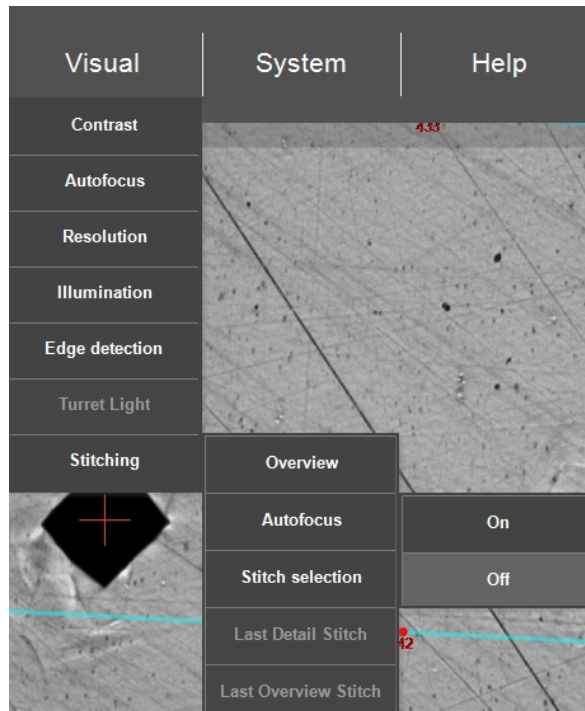 Visual System Help
433
Contrast
Autofocus
Resolution
Illumination
Edge detection
Turret Light
Stitching
Overview
Autofocus
Stitch selection
Last Detail Stitch
Last Overview Stitch
On
Off
42